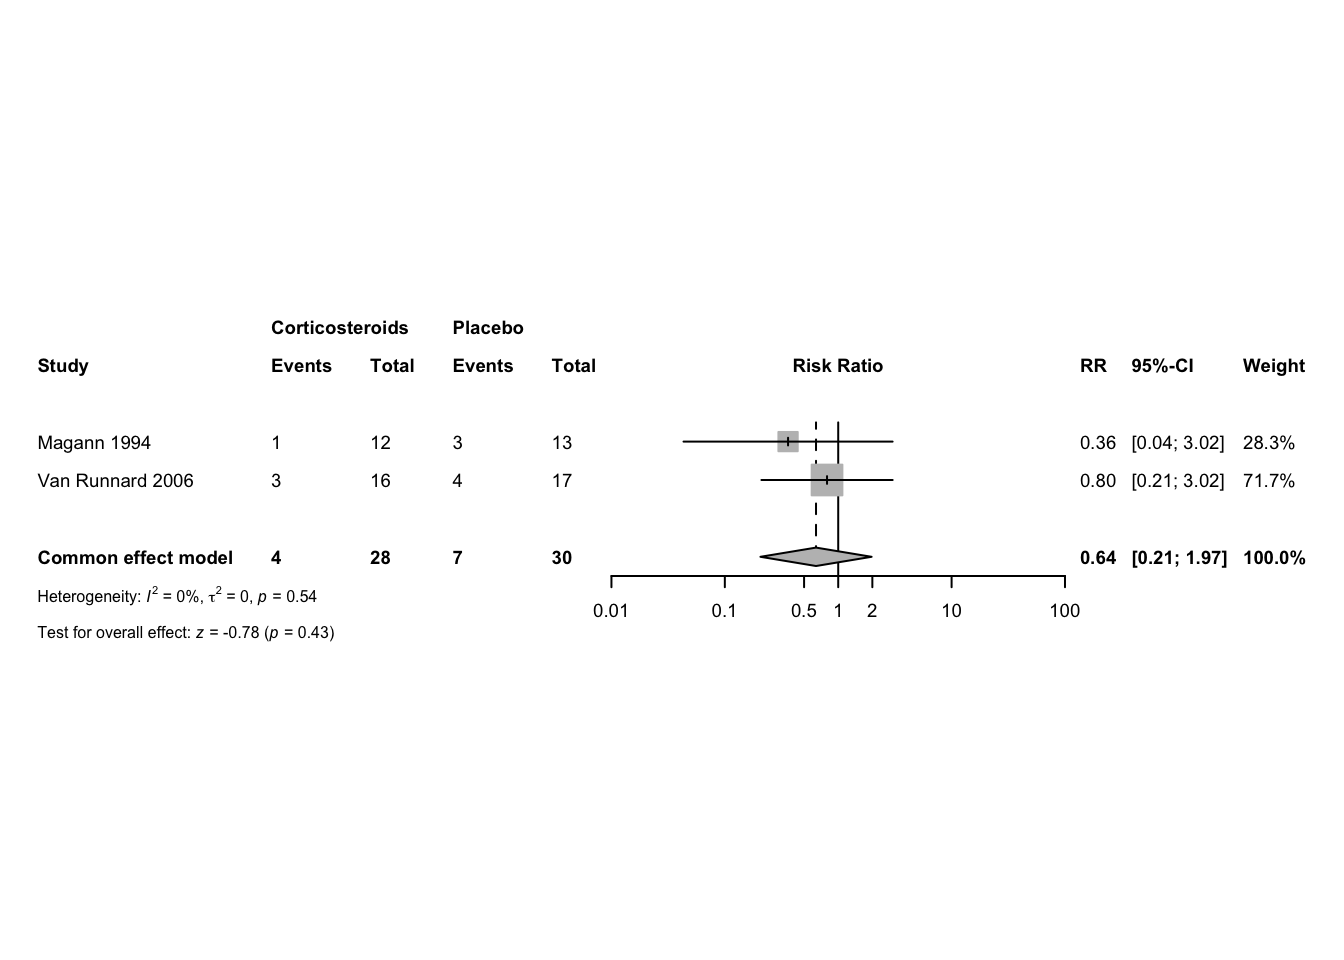 Corticosteroids Placebo
Study Events Total Events Total Risk Ratio RR 95%-CI Weight
Magann 1994 1 12 3 13 0.36 [0.04; 3.02] 28.3%
Van Runnard 2006 3 16 4 17 0.80 [0.21; 3.02] 71.7%
Common effect model 4 28 7 30 0.64 [0.21; 1.97] 100.0%
Heterogeneity: I² = 0%, τ² = 0, p = 0.54
0.01 0.1 0.5 1 2 10 100
Test for overall effect: z = -0.78 (p = 0.43)